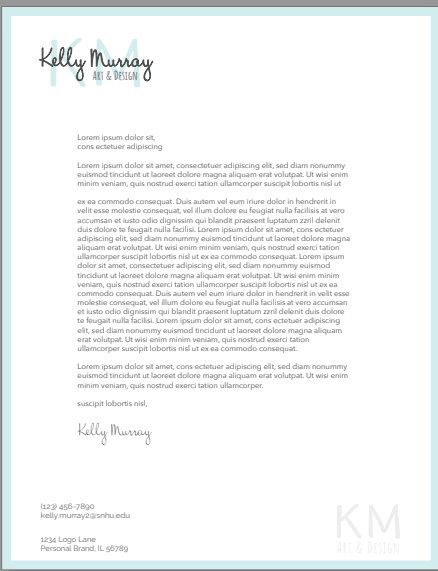 KM
Kelly Murray
ART & DESIGN
Lorem ipsum dolor sit,
cons ectetuer adipiscing
Lorem ipsum dolor sit amet, consectetuer adipiscing elit, sed diam nonummy
euismod tincidunt ut laoreet dolore magna aliquam erat volutpat. Ut wisi enim
minim veniam, quis nostrud exerci tation ullamcorper suscipit lobortis nisl ut
ex ea commodo consequat. Duis autem vel eum iriure dolor in hendrerit in
velit esse molestie consequat, vel illum dolore eu feugiat nulla facilisis at vero
accumsan et iusto odio dignissim qui blandit praesent luptatum zzril delenit
duis dolore te feugait nulla facilisi. Lorem ipsum dolor sit amet, cons ectetuer
adipiscing elit, sed diam nonummy euismod tincidunt ut laoreet dolore magna
aliquam erat volutpat. Ut wisi enim minim veniam, quis nostrud exerci tation
ullamcorper suscipit lobortis nisl ut ex ea commodo consequat. Lorem ipsum
dolor sit amet, cons ectetuer adipiscing elit, sed diam nonummy euismod
tincidunt ut laoreet dolore magna aliquam erat volutpat. Ut wisi enim minim
veniam, quis nostrud exerci tation ullamcorper suscipit lobortis nisl ut ex ea
commodo consequat. Duis autem vel eum iriure dolor in hendrerit in velit esse
molestie consequat, vel illum dolore eu feugiat nulla facilisis at vero accumsan
et iusto odio dignissim qui blandit praesent luptatum zzril delenit duis dolore
te feugait nulla facilisi. Lorem ipsum dolor sit amet, cons ectetuer adipiscing
elit, sed diam nonummy euismod tincidunt ut laoreet dolore magna aliquam
erat volutpat. Ut wisi enim minim veniam, quis nostrud exerci tation
ullamcorper suscipit lobortis nisl ut ex ea commodo consequat.
Lorem ipsum dolor sit amet, cons ectetuer adipiscing elit, sed diam nonummy
euismod tincidunt ut laoreet dolore magna aliquam erat volutpat. Ut wisi enim
minim veniam, quis nostrud exerci tation ullamcorper.
suscipit lobortis nisl,
Kelly Murray
(123) 456-7890
kelly.murray2@snhu.edu
1234 Logo Lane
Personal Brand, IL 56789
KM
ART & DESIGN